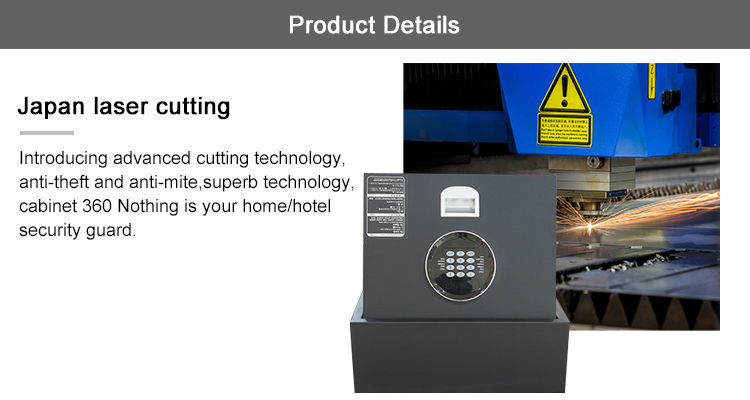 Product Details
Japan laser cutting
Introducing advanced cutting technology,
anti-theft and anti-mite,superb technology,
cabinet 360 Nothing is your home/hotel
security guard.